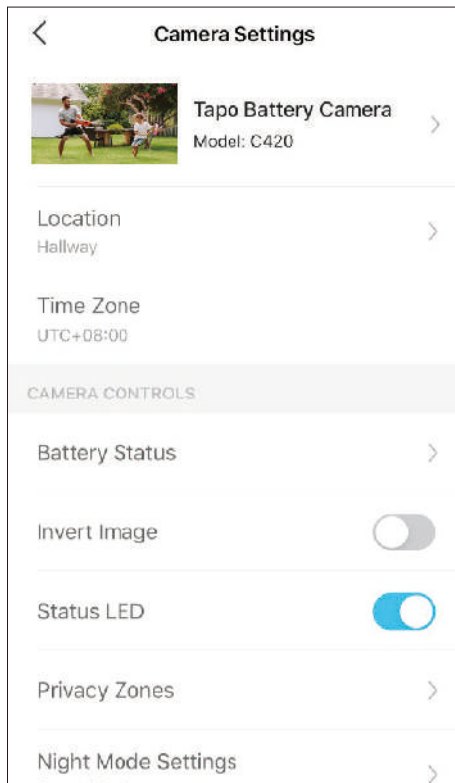 Camera Settings
Tapo Battery Camera
Model: C420
Location
Hallway
Time Zone
UTC+08:00
CAMERA CONTROLS
Battery Status
Invert Image
Status LED
Privacy Zones
Night Mode Settings